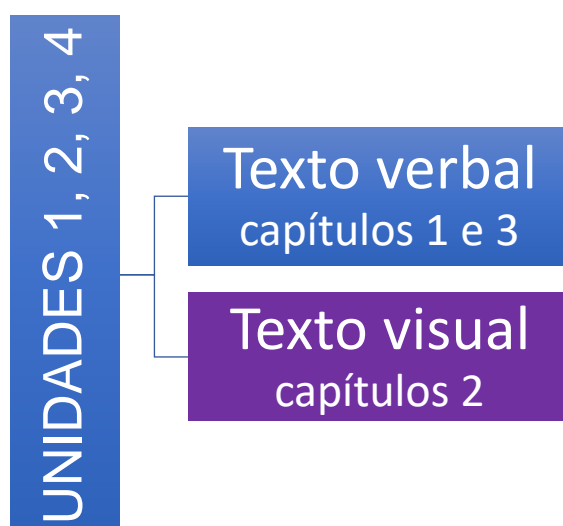 UNIDADES 1, 2, 3, 4
Texto verbal
capítulos 1 e 3
Texto visual
capítulos 2